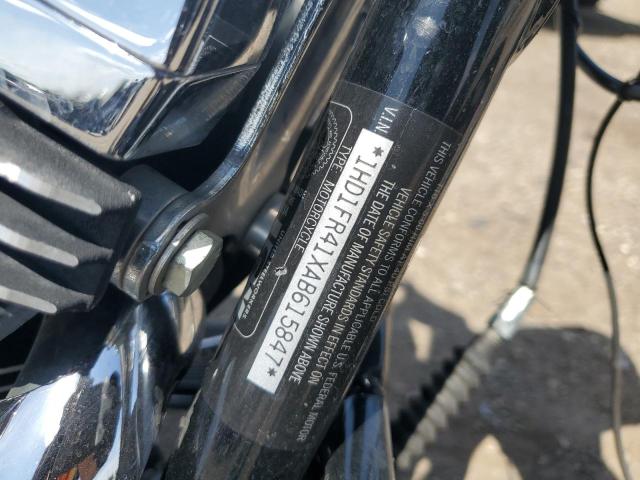 V.I.N.
*1HD1FR41XAB615847*
TYPE: MOTORCYCLE
THIS VEHICLE CONFORMS TO ALL APPLICABLE U.S. FEDERAL MOTOR
VEHICLE SAFETY STANDARDS IN EFFECT ON
THE DATE OF MANUFACTURE SHOWN ABOVE